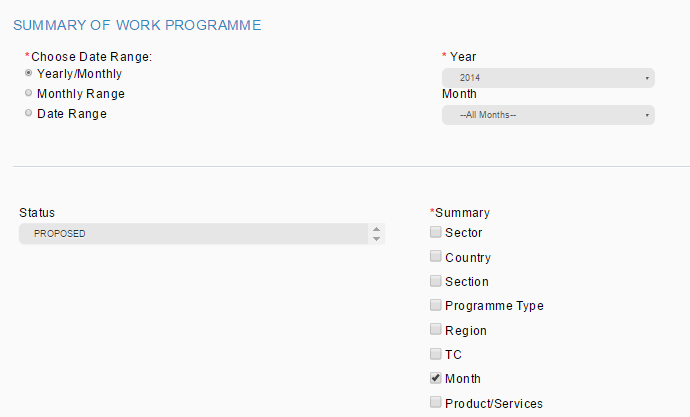 SUMMARY OF WORK PROGRAMME
*Choose Date Range:
Yearly/Monthly
Monthly Range
Date Range
* Year
2014
Month
--All Months--
Status
PROPOSED
*Summary
Sector
Country
Section
Programme Type
Region
TC
Month
Product/Services